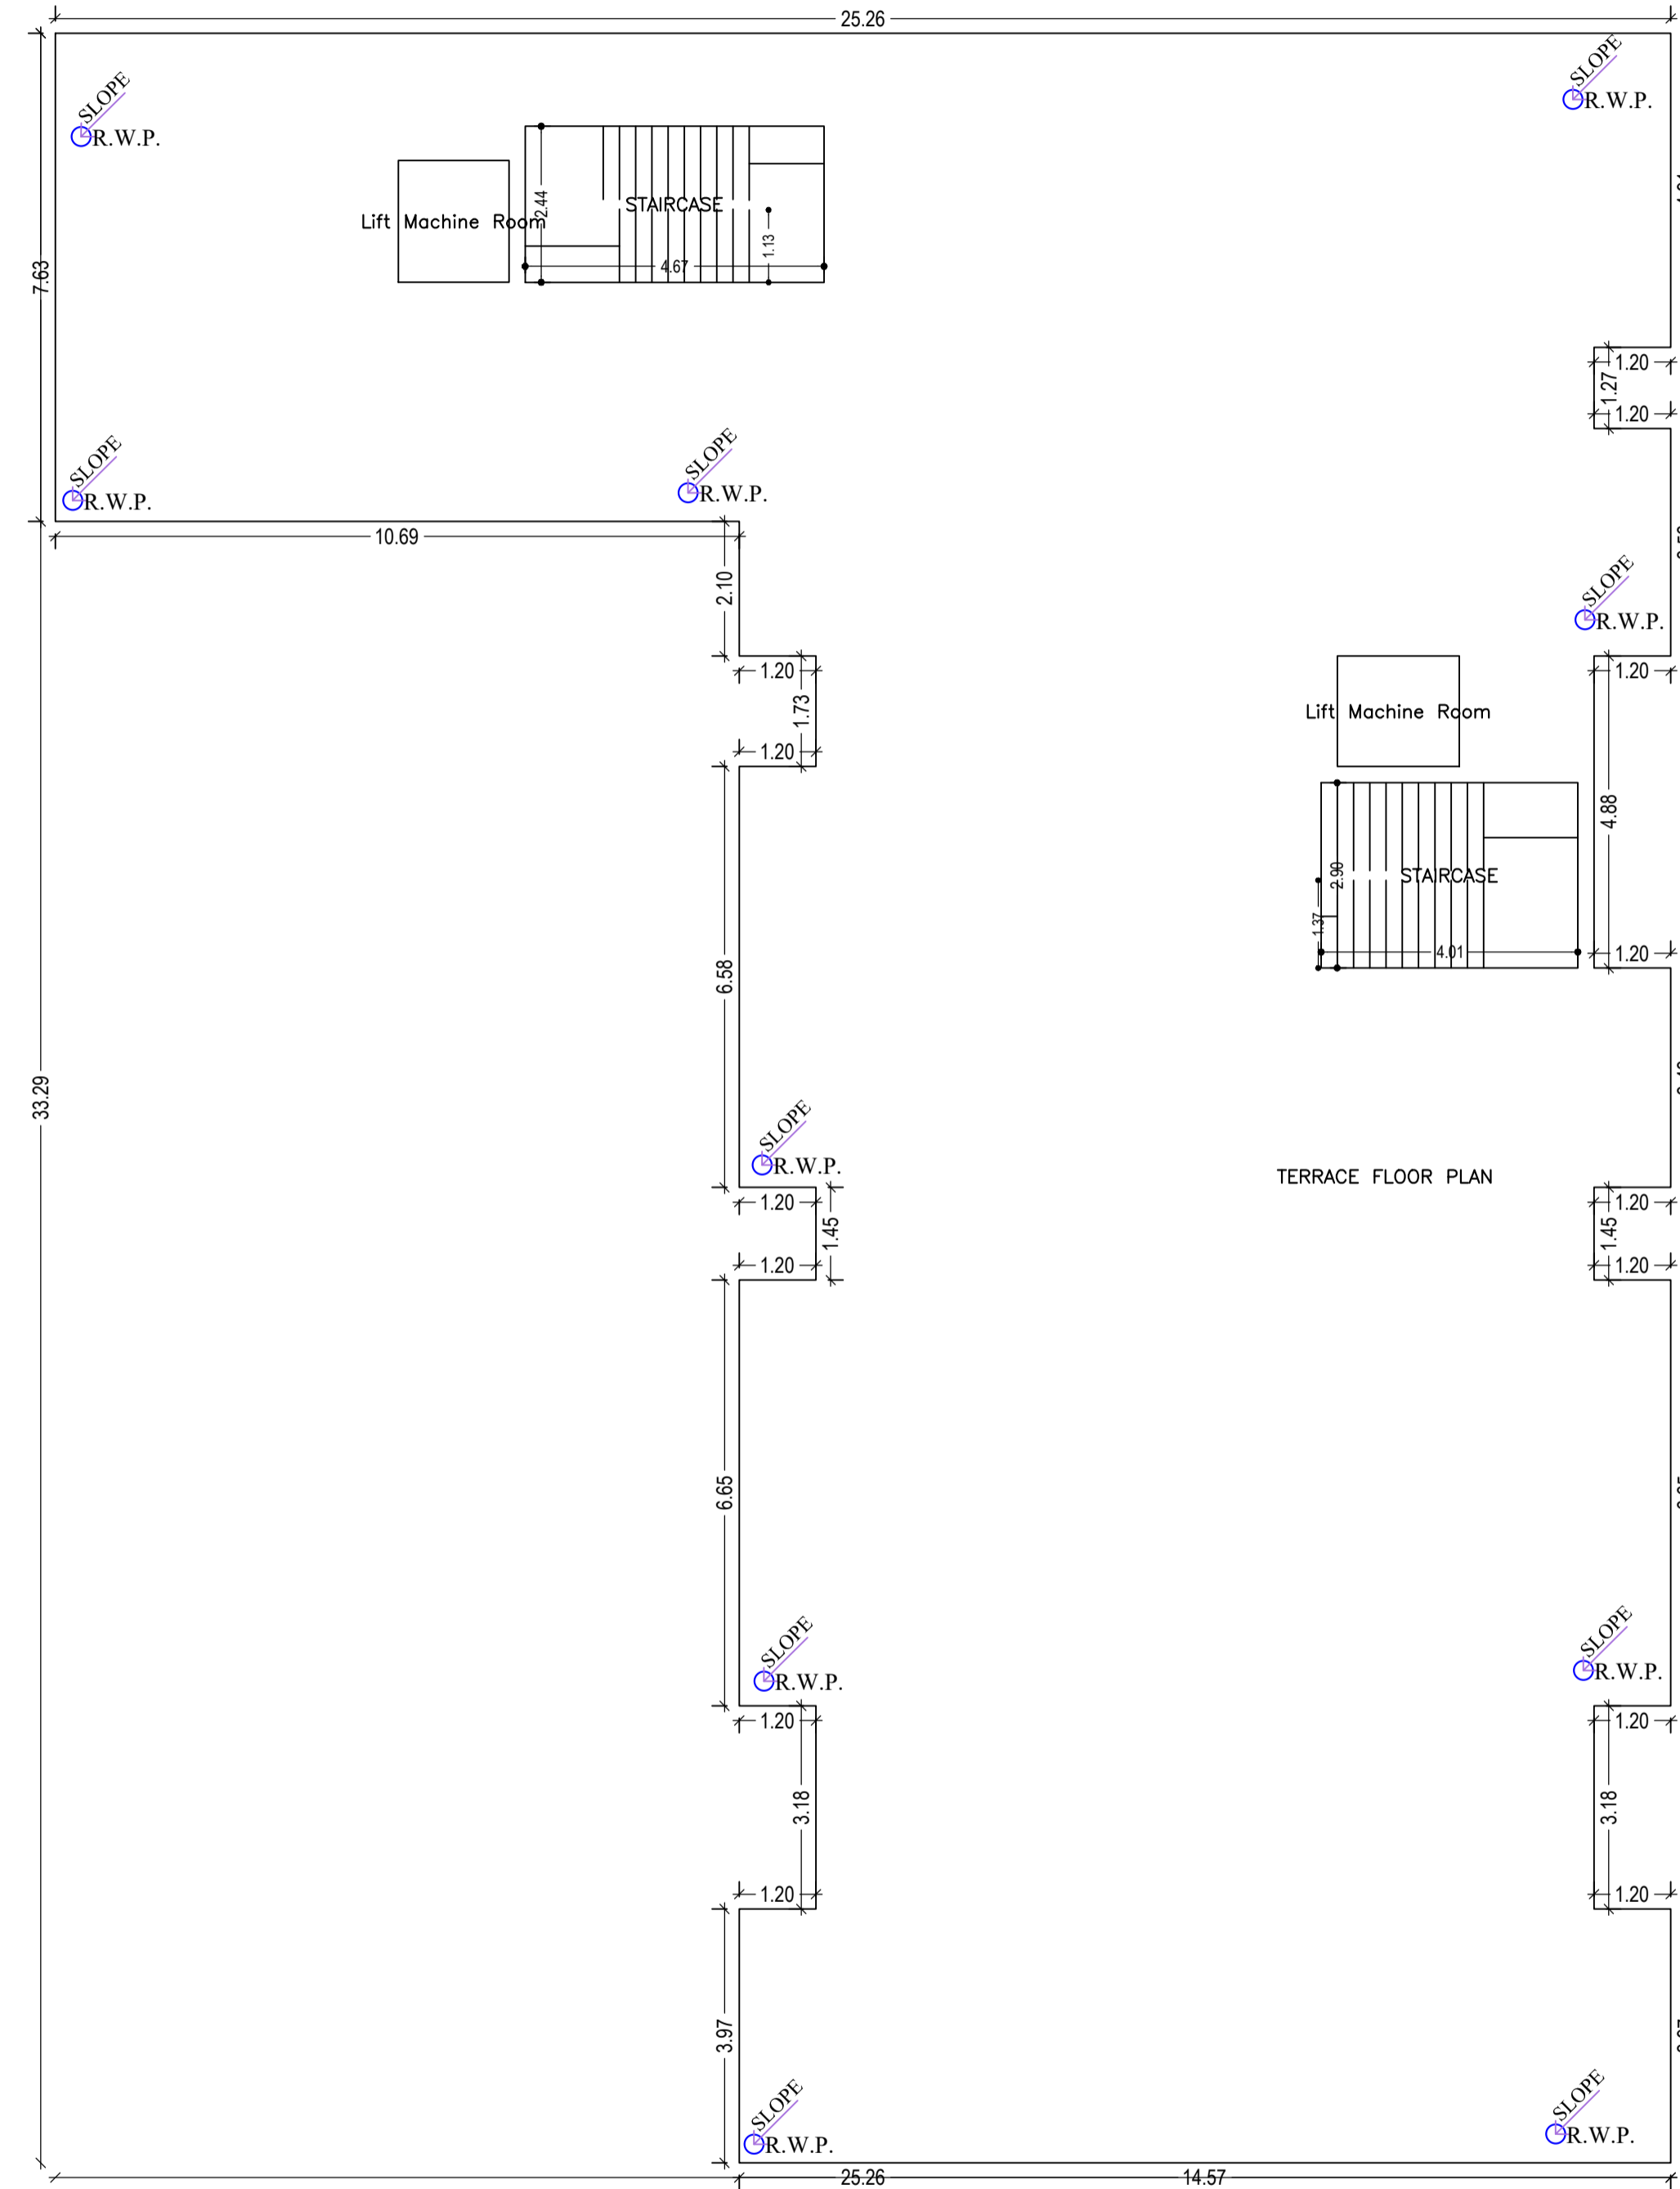 25.26
SLOPE
R.W.P.
SLOPE
R.W.P.
2.44
STAIRCASE
Lift Machine Room
1.13
4.67
7.63
1.20
1.27
1.20
SLOPE
R.W.P.
SLOPE
R.W.P.
10.69
2.10
SLOPE
R.W.P.
1.20
1.73
1.20
1.20
Lift Machine Room
4.88
2.90
STAIRCASE
1.37
4.01
1.20
6.58
33.29
SLOPE
R.W.P.
TERRACE FLOOR PLAN
1.20
1.45
1.20
1.20
1.45
1.20
6.65
SLOPE
R.W.P.
SLOPE
R.W.P.
1.20
3.18
1.20
1.20
3.18
1.20
3.97
SLOPE
R.W.P.
SLOPE
R.W.P.
25.26
14.57